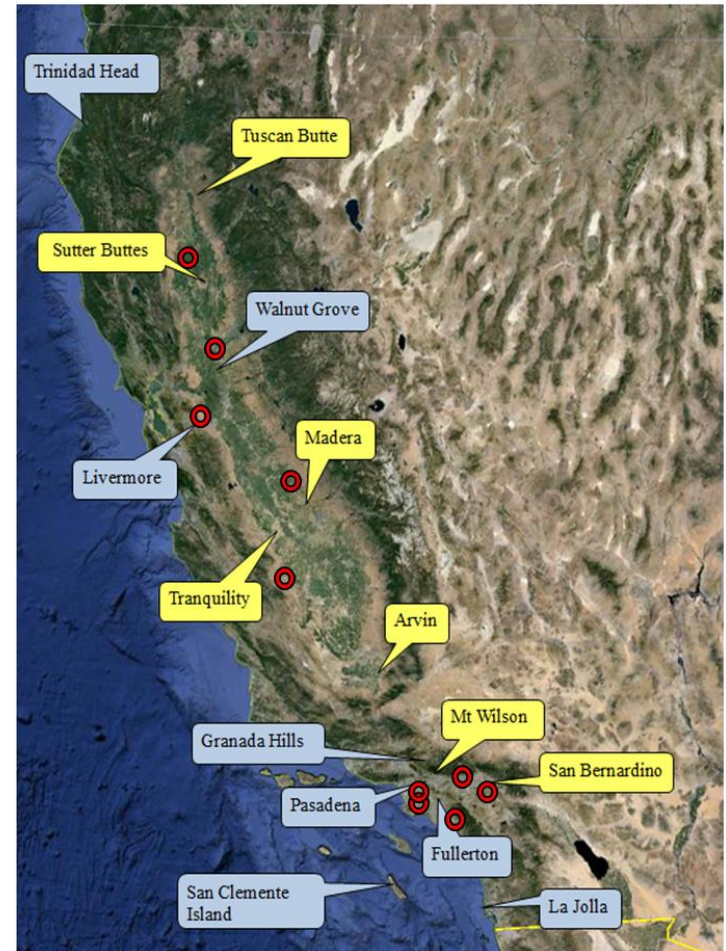 Trinidad Head
Tuscan Butte
Sutter Buttes
Walnut Grove
Madera
Livermore
Tranquility
Arvin
Mt Wilson
Granada Hills
San Bernardino
Pasadena
Fullerton
San Clemente
Island
La Jolla